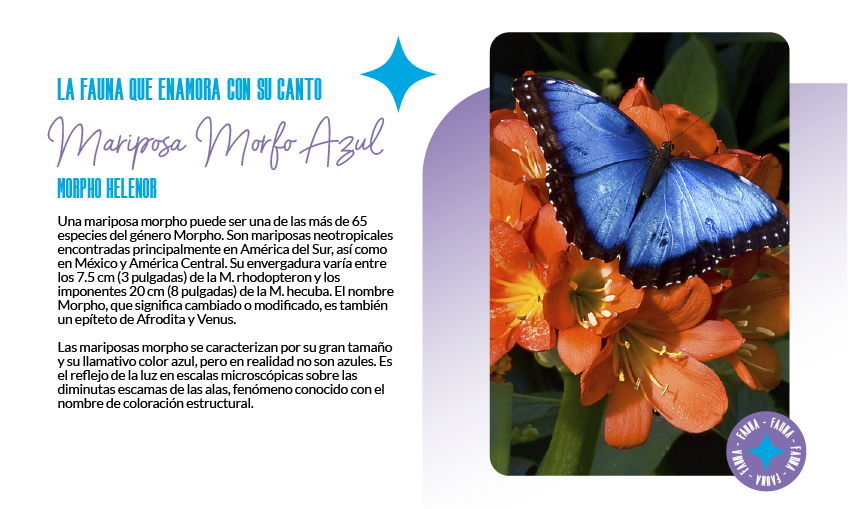 LA FAUNA QUE ENAMORA CON SU CANTO
Mariposa Morfo Azul
MORPHO HELENOR
Una mariposa morpho puede ser una de las más de 65
especies del género Morpho. Son mariposas neotropicales
encontradas principalmente en América del Sur, así como
en México y América Central. Su envergadura varía entre
los 7.5 cm (3 pulgadas) de la M. rhodopteron y los
imponentes 20 cm (8 pulgadas) de la M. hecuba. El nombre
Morpho, que significa cambiado o modificado, es también
un epíteto de Afrodita y Venus.
Las mariposas morpho se caracterizan por su gran tamaño
y su llamativo color azul, pero en realidad no son azules. Es
el reflejo de la luz en escalas microscópicas sobre las
diminutas escamas de las alas, fenómeno conocido con el
nombre de coloración estructural.
FAUNA - FAUNA - FAUNA - FAUNA - FAUNA -